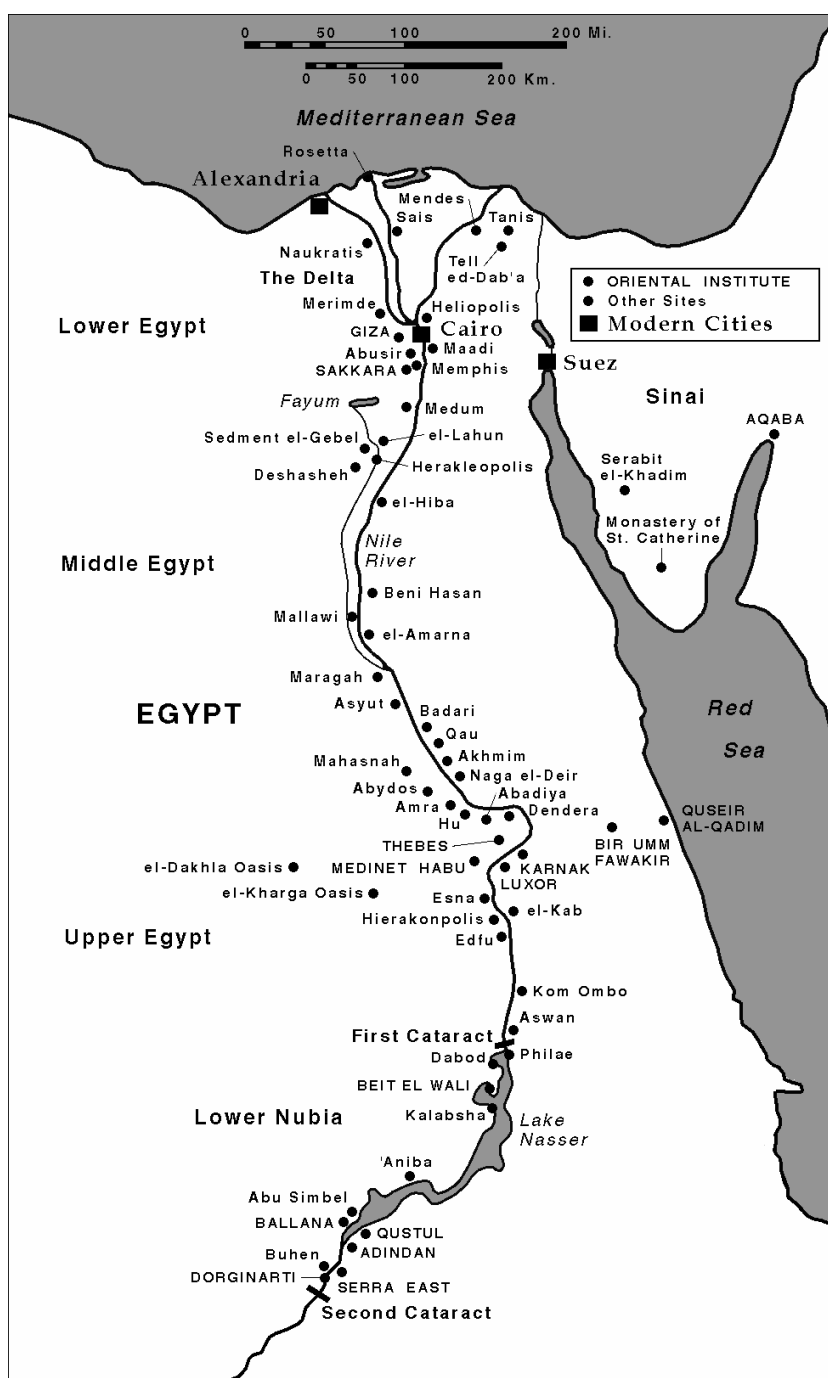 0 50 100 200 Mi.
0 50 100 200 Km.
Mediterranean Sea
Rosetta
Alexandria
Mendes
Sais
Tanis
Naukratis
Tell
ed-Dab'a
The Delta
ORIENTAL INSTITUTE
Other Sites
Modern Cities
Merimde
Heliopolis
Lower Egypt
GIZA
Cairo
Abusir
Maadi
SAKKARA
Memphis
Suez
Fayum
Medum
Sinai
AQABA
Sedment el-Gebel
el-Lahun
Deshasheh
Herakleopolis
Serabit
el-Khadim
el-Hiba
Monastery of
St. Catherine
Nile
River
Middle Egypt
Beni Hasan
Mallawi
el-Amarna
Maragah
Asyut
EGYPT
Badari
Red
Sea
Qau
Akhmim
Mahasnah
Naga el-Deir
Abydos
Abadiya
Amra
Hu
Dendera
QUSEIR
AL-QADIM
THEBES
BIR UMM
FAWAKIR
el-Dakhla Oasis
MEDINET HABU
KARNAK
LUXOR
el-Kharga Oasis
Esna
el-Kab
Hierakonpolis
Upper Egypt
Edfu
Kom Ombo
Aswan
First Cataract
Dabod
Philae
BEIT EL WALI
Lower Nubia
Kalabsha
Lake
Nasser
'Aniba
Abu Simbel
BALLANA
QUSTUL
Buhen
ADINDAN
DORGINARTI
SERRA EAST
Second Cataract